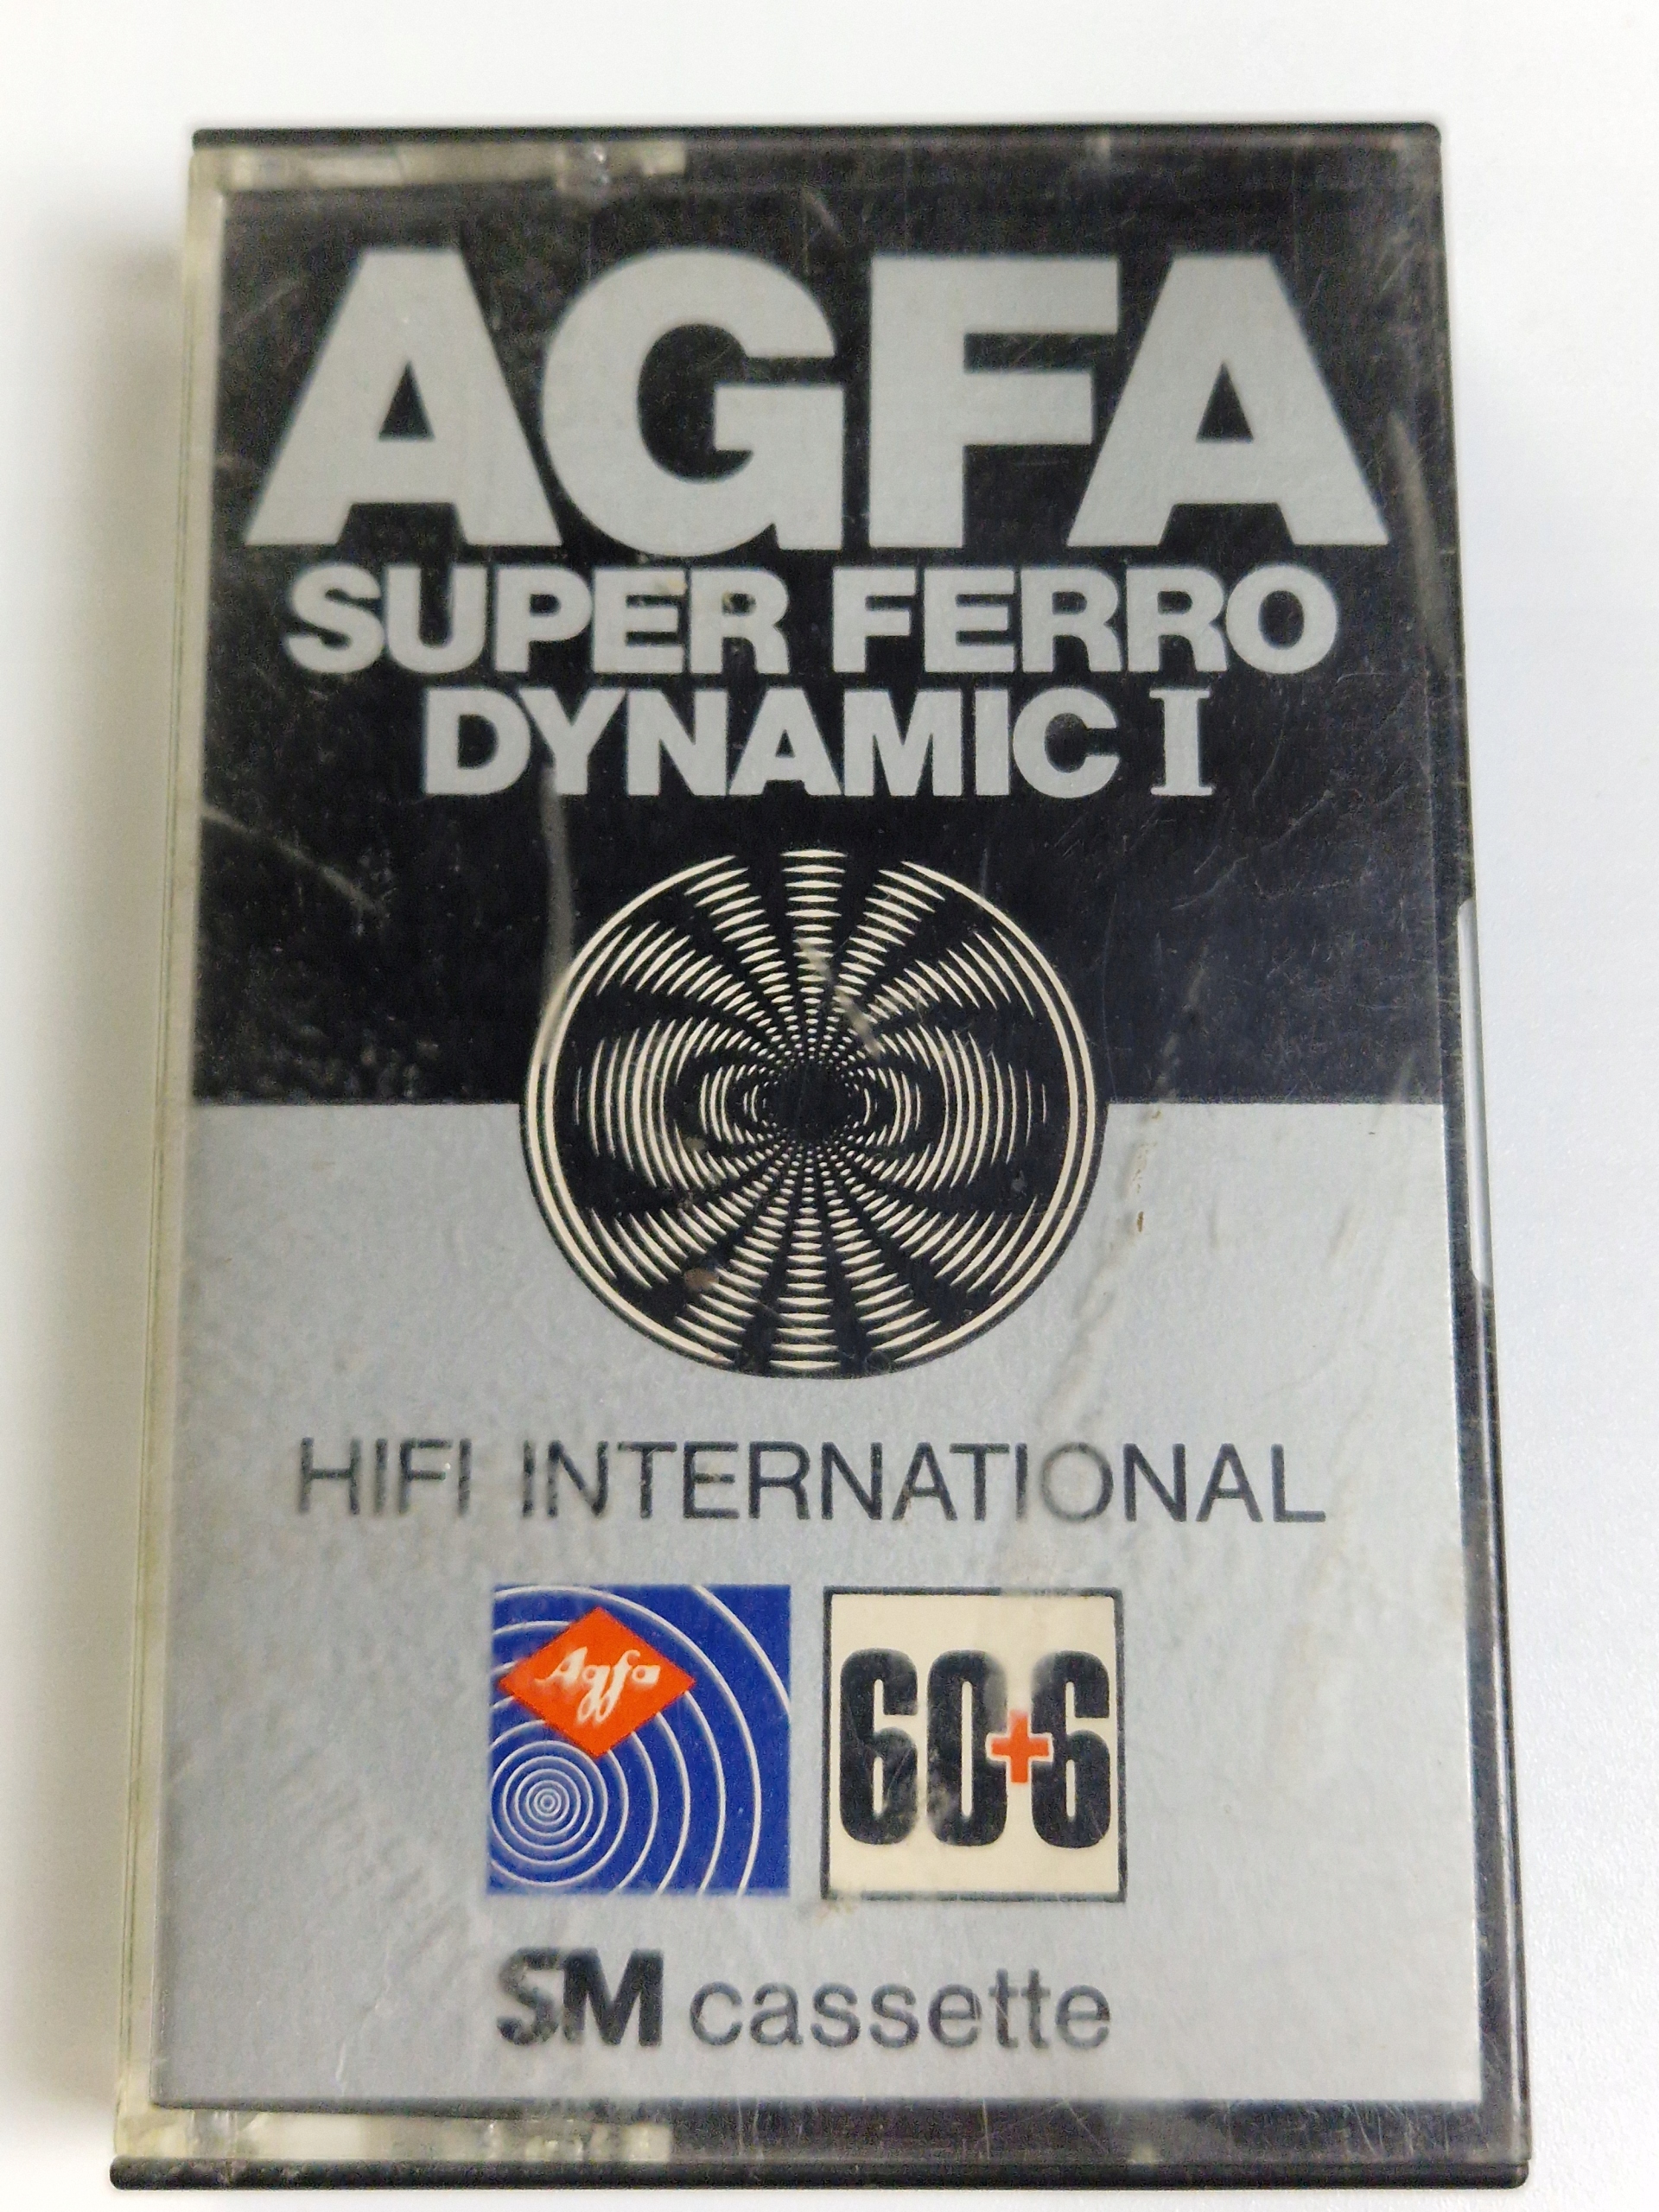 AGFA
SUPER FERRO
DYNAMIC I
HIFI INTERNATIONAL
Agfa
60+6
SM cassette